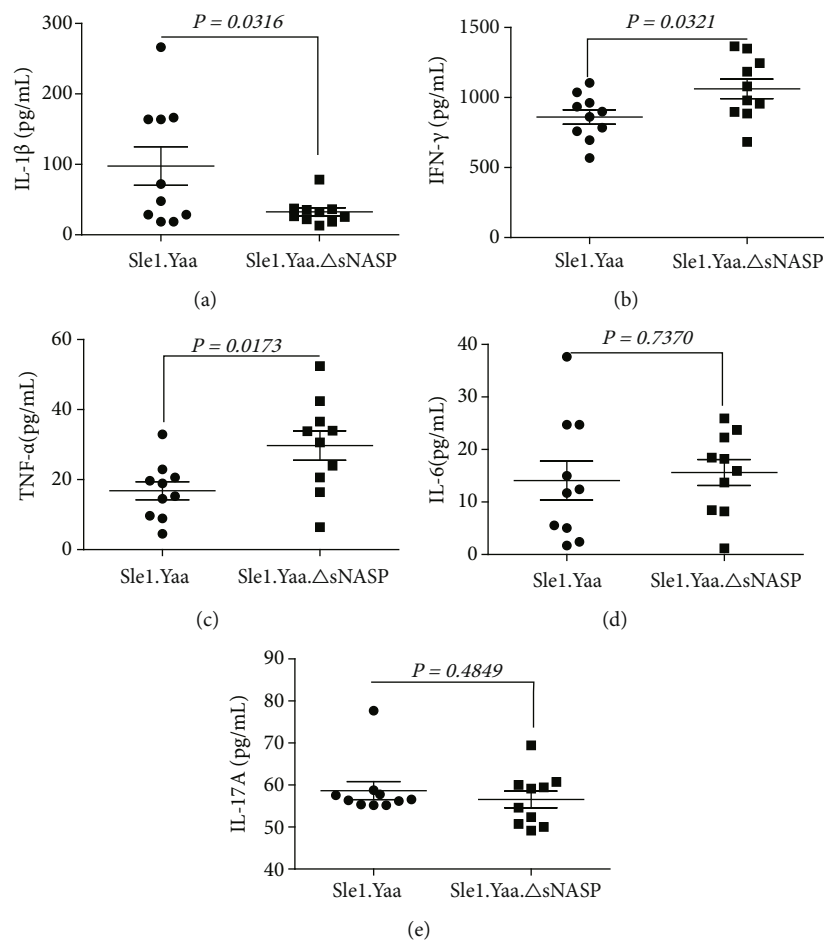 P = 0.0316
300
200
100
0
IL-1β (pg/mL)
Sle1.Yaa
Sle1.Yaa.△sNASP
(a)
P = 0.0321
1500
1000
500
0
IFN-γ (pg/mL)
Sle1.Yaa
Sle1.Yaa.△sNASP
(b)
P = 0.0173
60
40
20
0
TNF-α(pg/mL)
Sle1.Yaa
Sle1.Yaa.△sNASP
(c)
P = 0.7370
40
30
20
10
0
IL-6(pg/mL)
Sle1.Yaa
Sle1.Yaa.△sNASP
(d)
P = 0.4849
90
80
70
60
50
40
IL-17A (pg/mL)
Sle1.Yaa
Sle1.Yaa.△sNASP
(e)